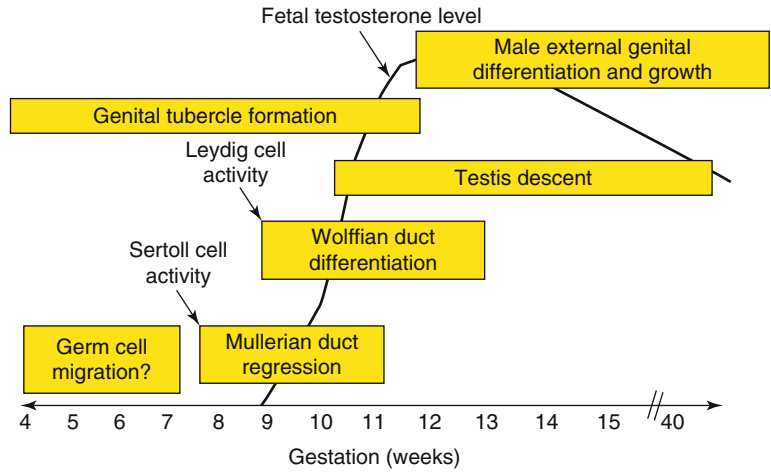 Fetal testosterone level
Male external genital
differentiation and growth
Genital tubercle formation
Leydig cell
activity
Testis descent
Wolffian duct
differentiation
Sertoll cell
activity
Germ cell
migration?
Mullerian duct
regression
4 5 6 7 8 9 10 11 12 13 14 15 40
Gestation (weeks)